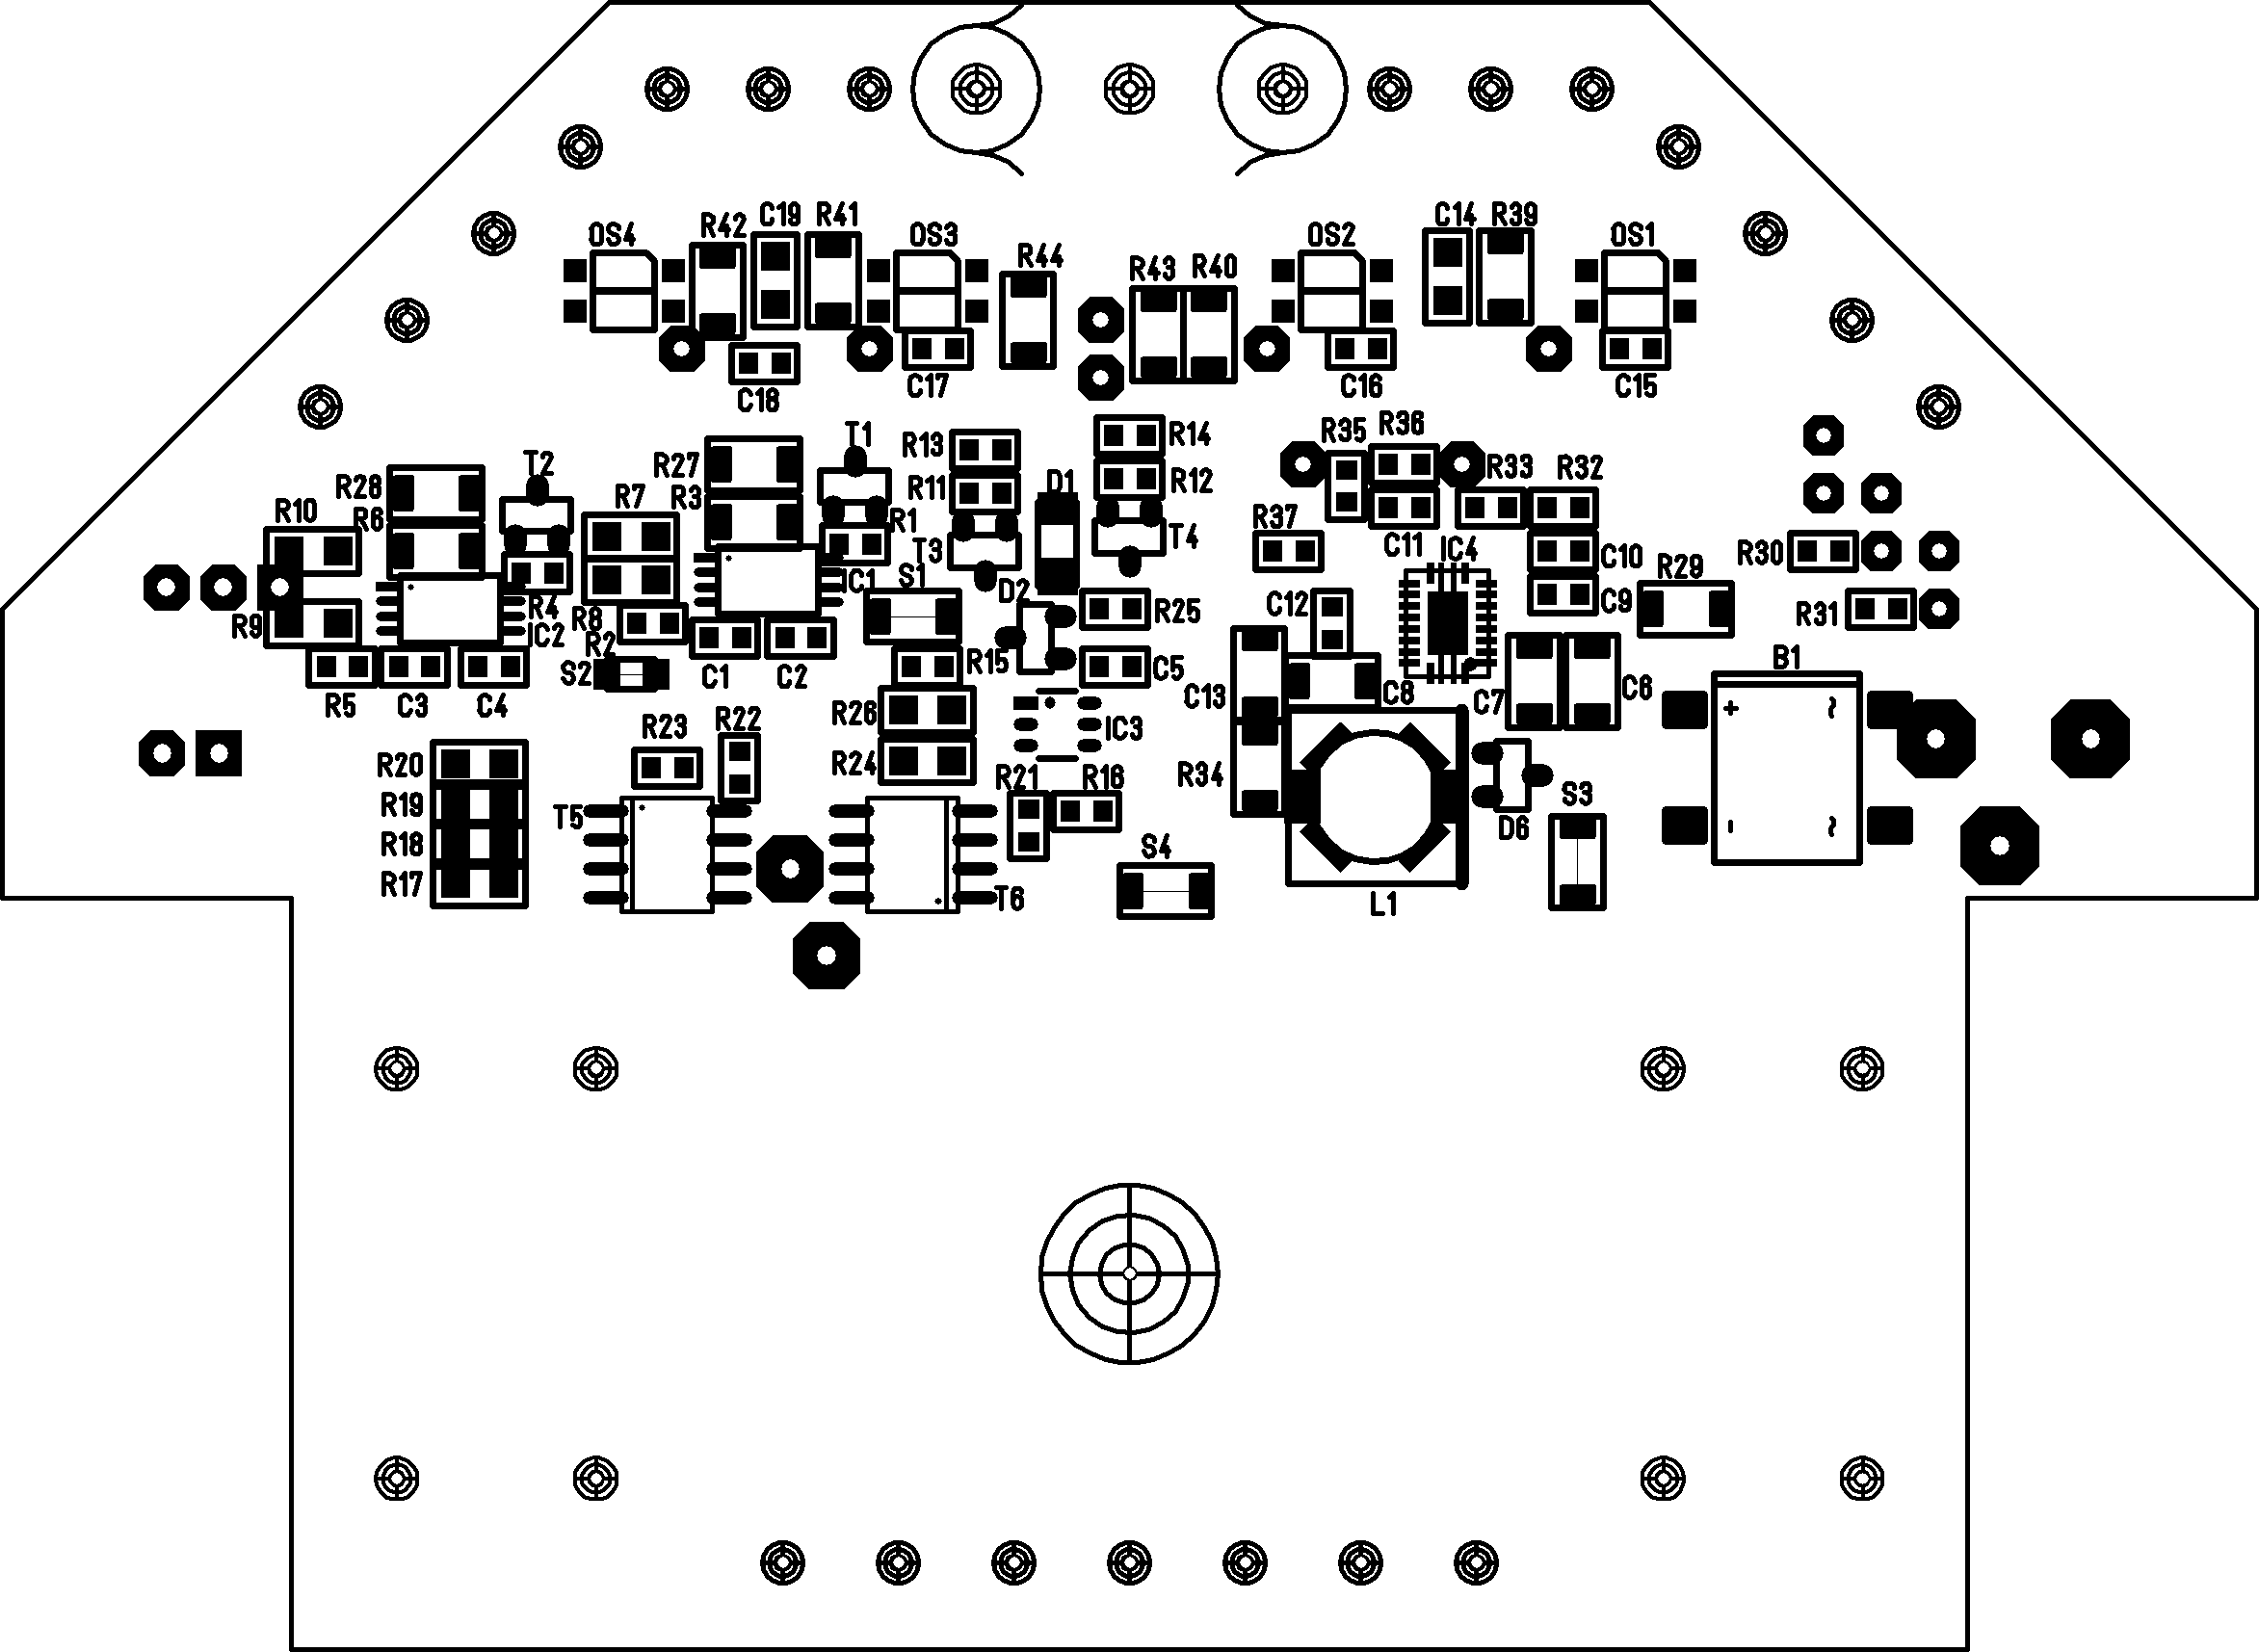 C19 R41 C14 R39
OS4 R42 OS3 OS2 OS1
R44 R43 R40
C18 C17 C16 C15
T2 R27 T1 R13 R14 R35 R36
R28 R7 R3 R11 D1 R12 R33 R32
R10 R6 R1 T3 T4 R37 C11 IC4 C10 R30
IC1 S1 D2 R29
R9 R4 IC2 R8 R2 R25 C12 C9 R31
S2 C1 C2 R15 C5 B1
R5 C3 C4 C13 C8 C7 C6
R26 R23 R22 IC3 + ~
R20 R24 R21 R16 R34
R19 T5 S3
R18 S4 D6 - ~
R17 T6 L1